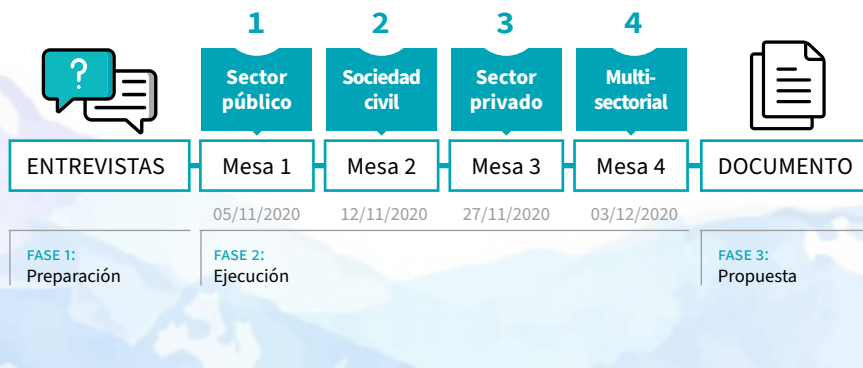 1
2
3
4
?
Sector
público
Sociedad
civil
Sector
privado
Multi-
sectorial
ENTREVISTAS
Mesa 1
Mesa 2
Mesa 3
Mesa 4
DOCUMENTO
05/11/2020
12/11/2020
27/11/2020
03/12/2020
FASE 1:
Preparación
FASE 2:
Ejecución
FASE 3:
Propuesta